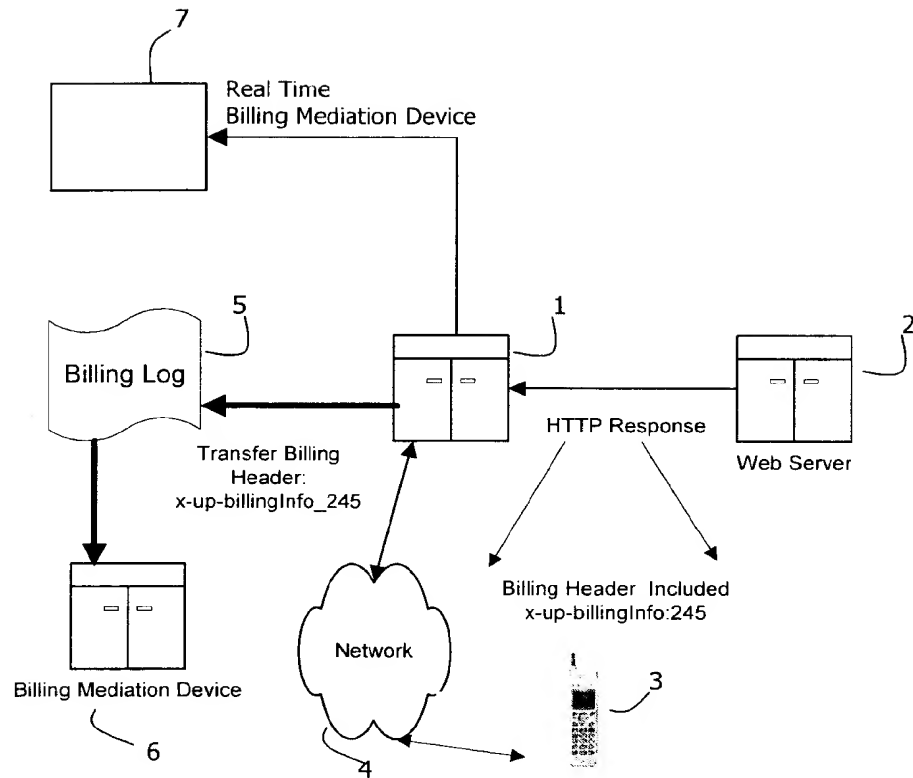 7
Real Time
Billing Mediation Device
5
1
2
Billing Log
HTTP Response
Web Server
Transfer Billing
Header:
x-up-billingInfo_245
Billing Header Included
x-up-billingInfo:245
Network
3
Billing Mediation Device
6
4